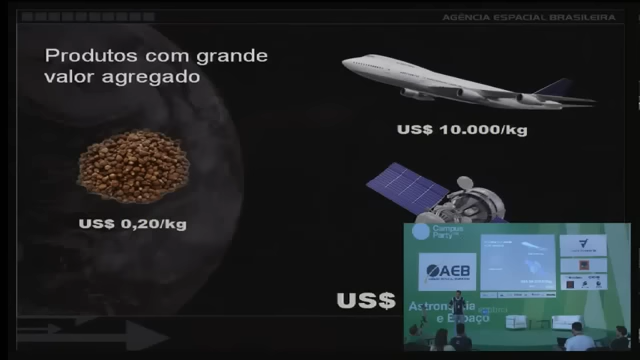 AGÊNCIA ESPACIAL BRASILEIRA
Produtos com grande
valor agregado
US$ 10.000/kg
US$ 0,20/kg
US$
Campus
Party
AEB
Astronomia
e Espaço